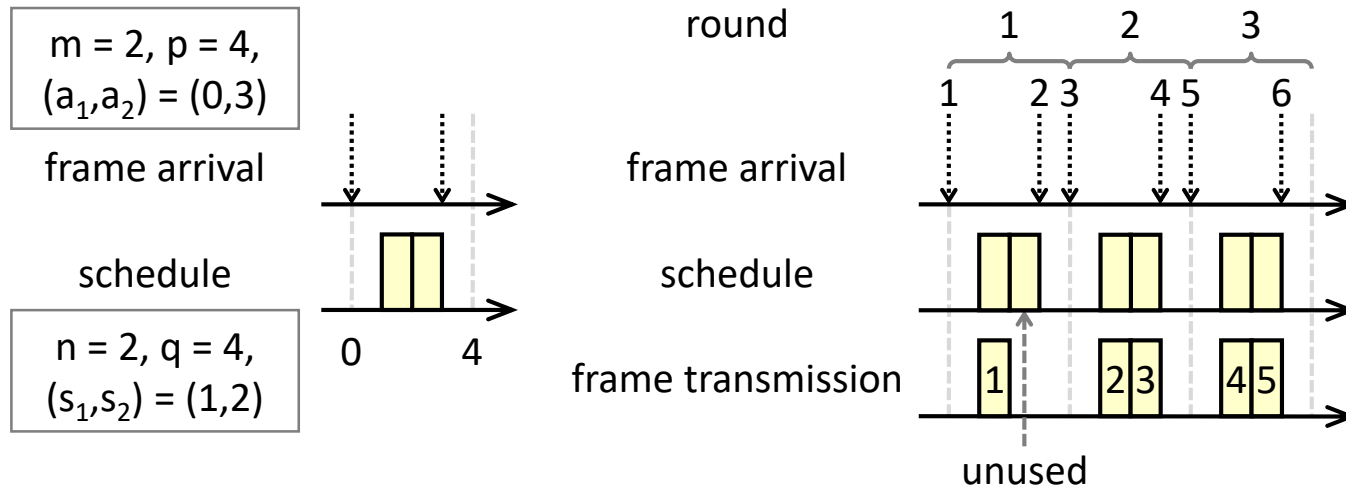 m = 2, p = 4,
(a₁,a₂) = (0,3)
frame arrival
schedule
n = 2, q = 4,
(s₁,s₂) = (1,2)
0 4
round 1 2 3
1 2 3 4 5 6
frame arrival
schedule
frame transmission 1 2 3 4 5
unused